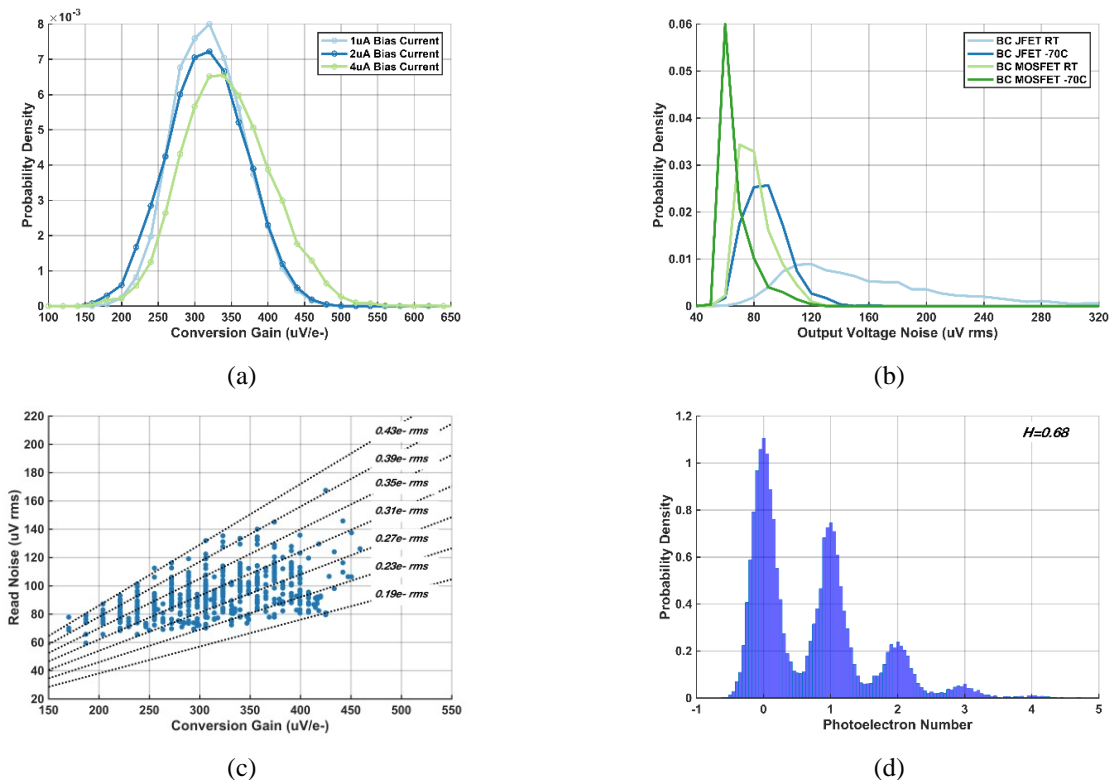 8 ×10-3
1uA Bias Current
2uA Bias Current
4uA Bias Current
7
6
5
4
3
2
1
0
Probability Density
100 150 200 250 300 350 400 450 500 550 600 650
Conversion Gain (uV/e-)
(a)
0.06
BC JFET RT
BC JFET -70C
BC MOSFET RT
BC MOSFET -70C
0.05
0.04
0.03
0.02
0.01
0
Probability Density
40 80 120 160 200 240 280 320
Output Voltage Noise (uV rms)
(b)
220
200
180
160
140
120
100
80
60
40
20
Read Noise (uV rms)
0.43e- rms
0.39e- rms
0.35e- rms
0.31e- rms
0.27e- rms
0.23e- rms
0.19e- rms
150 200 250 300 350 400 450 500 550
Conversion Gain (uV/e-)
(c)
1.2
H=0.68
1
0.8
0.6
0.4
0.2
0
Probability Density
-1 0 1 2 3 4 5
Photoelectron Number
(d)